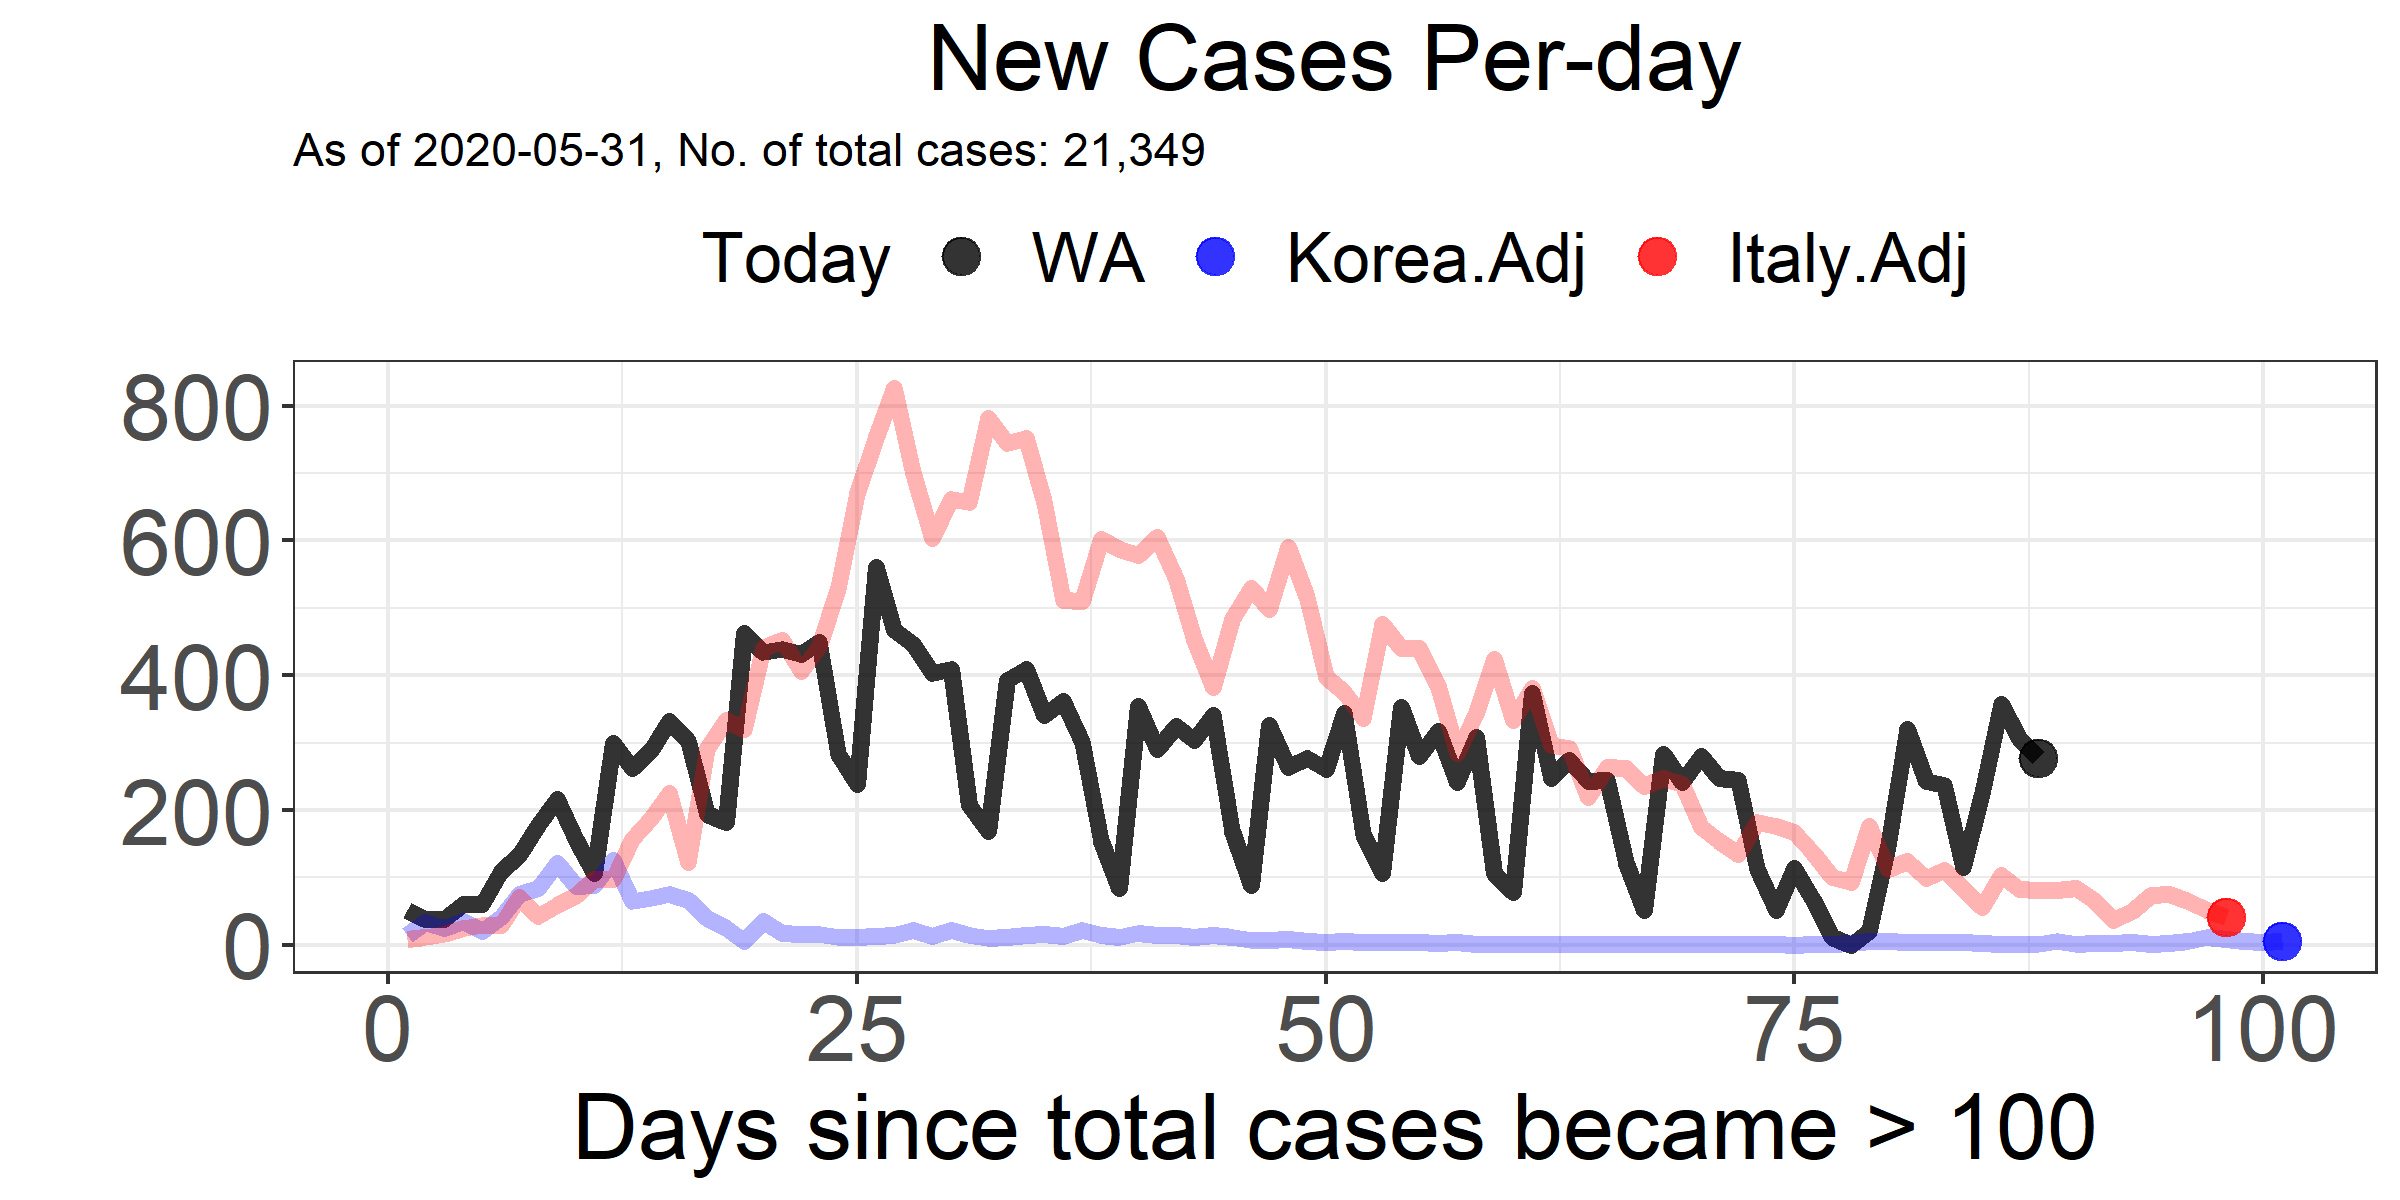 New Cases Per-day
As of 2020-05-31, No. of total cases: 21,349
Today WA Korea.Adj Italy.Adj
800
600
400
200
0
0 25 50 75 100
Days since total cases became > 100